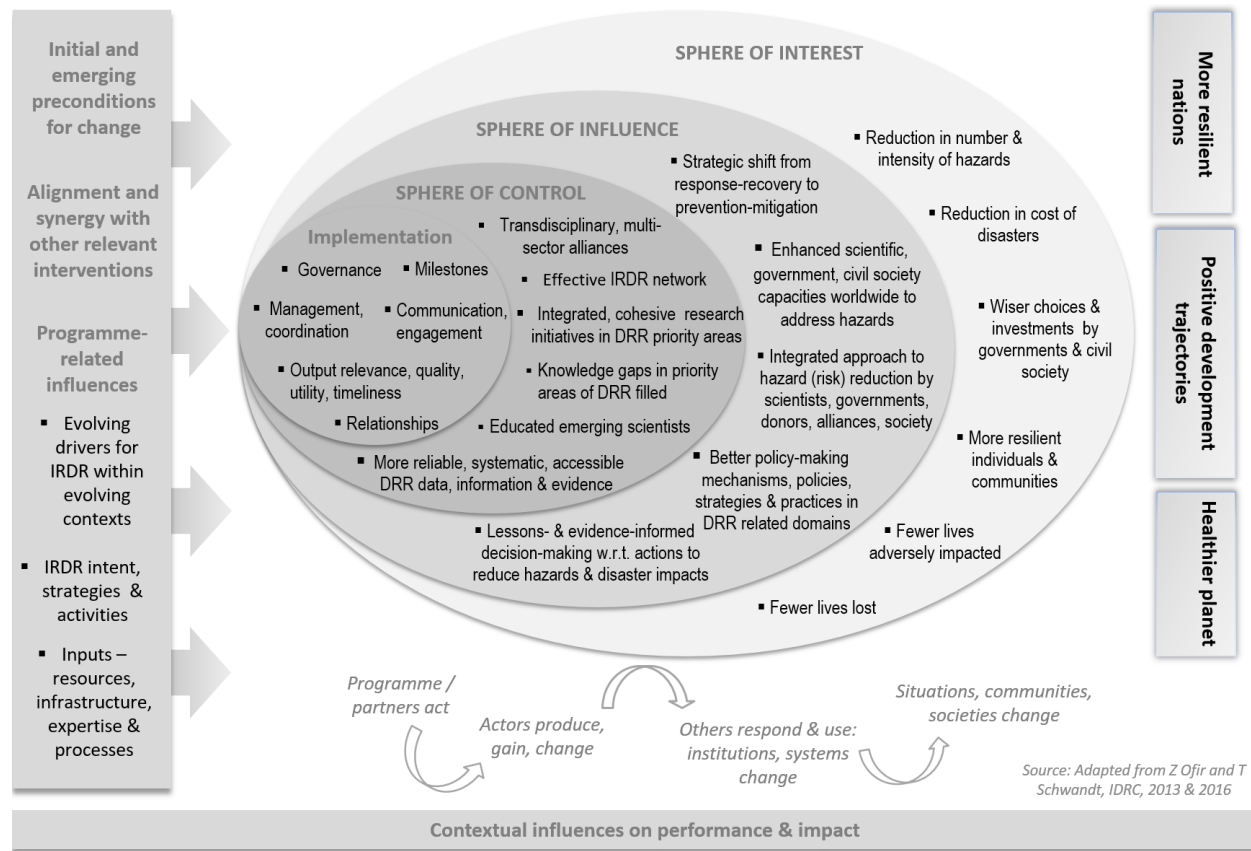 Initial and
emerging
preconditions
for change
Alignment and
synergy with
other relevant
interventions
Programme-
related
influences
▪ Evolving
drivers for
IRDR within
evolving
contexts
▪ IRDR intent,
strategies &
activities
▪ Inputs –
resources,
infrastructure,
expertise &
processes
SPHERE OF INTEREST
SPHERE OF INFLUENCE
SPHERE OF CONTROL
Implementation
▪ Governance
▪ Milestones
▪ Management,
coordination
▪ Communication,
engagement
▪ Output relevance, quality,
utility, timeliness
▪ Relationships
▪ Transdisciplinary, multi-
sector alliances
▪ Effective IRDR network
▪ Integrated, cohesive research
initiatives in DRR priority areas
▪ Knowledge gaps in priority
areas of DRR filled
▪ Educated emerging scientists
▪ More reliable, systematic, accessible
DRR data, information & evidence
▪ Strategic shift from
response-recovery to
prevention-mitigation
▪ Enhanced scientific,
government, civil society
capacities worldwide to
address hazards
▪ Integrated approach to
hazard (risk) reduction by
scientists, governments,
donors, alliances, society
▪ Better policy-making
mechanisms, policies,
strategies & practices in
DRR related domains
▪ Lessons- & evidence-informed
decision-making w.r.t. actions to
reduce hazards & disaster impacts
▪ Reduction in number &
intensity of hazards
▪ Reduction in cost of
disasters
▪ Wiser choices &
investments by
governments & civil
society
▪ More resilient
individuals &
communities
▪ Fewer lives
adversely impacted
▪ Fewer lives lost
More resilient
nations
Positive development
trajectories
Healthier planet
Programme /
partners act
Actors produce,
gain, change
Others respond & use:
institutions, systems
change
Situations, communities,
societies change
Source: Adapted from Z Ofir and T
Schwandt, IDRC, 2013 & 2016
Contextual influences on performance & impact